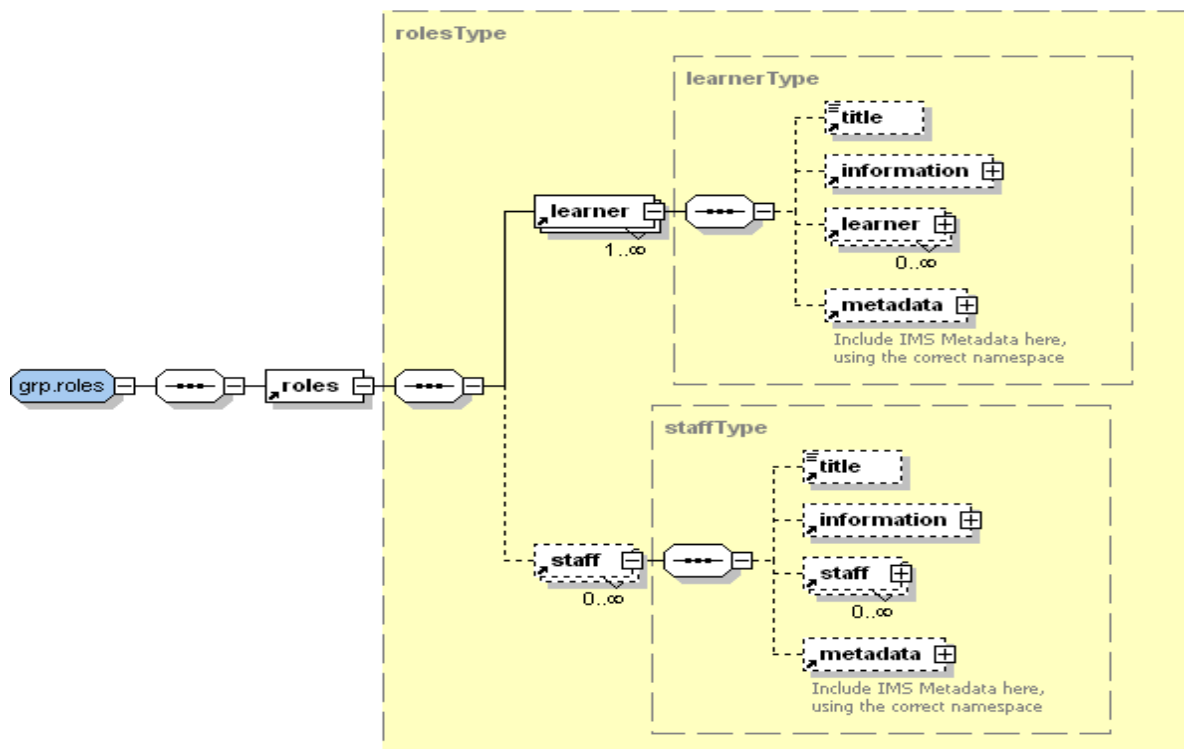 rolesType
learnerType
title
information
learner
0..∞
metadata
Include IMS Metadata here,
using the correct namespace
learner
1..∞
grp.roles
roles
staffType
title
information
staff
0..∞
metadata
Include IMS Metadata here,
using the correct namespace
staff
0..∞